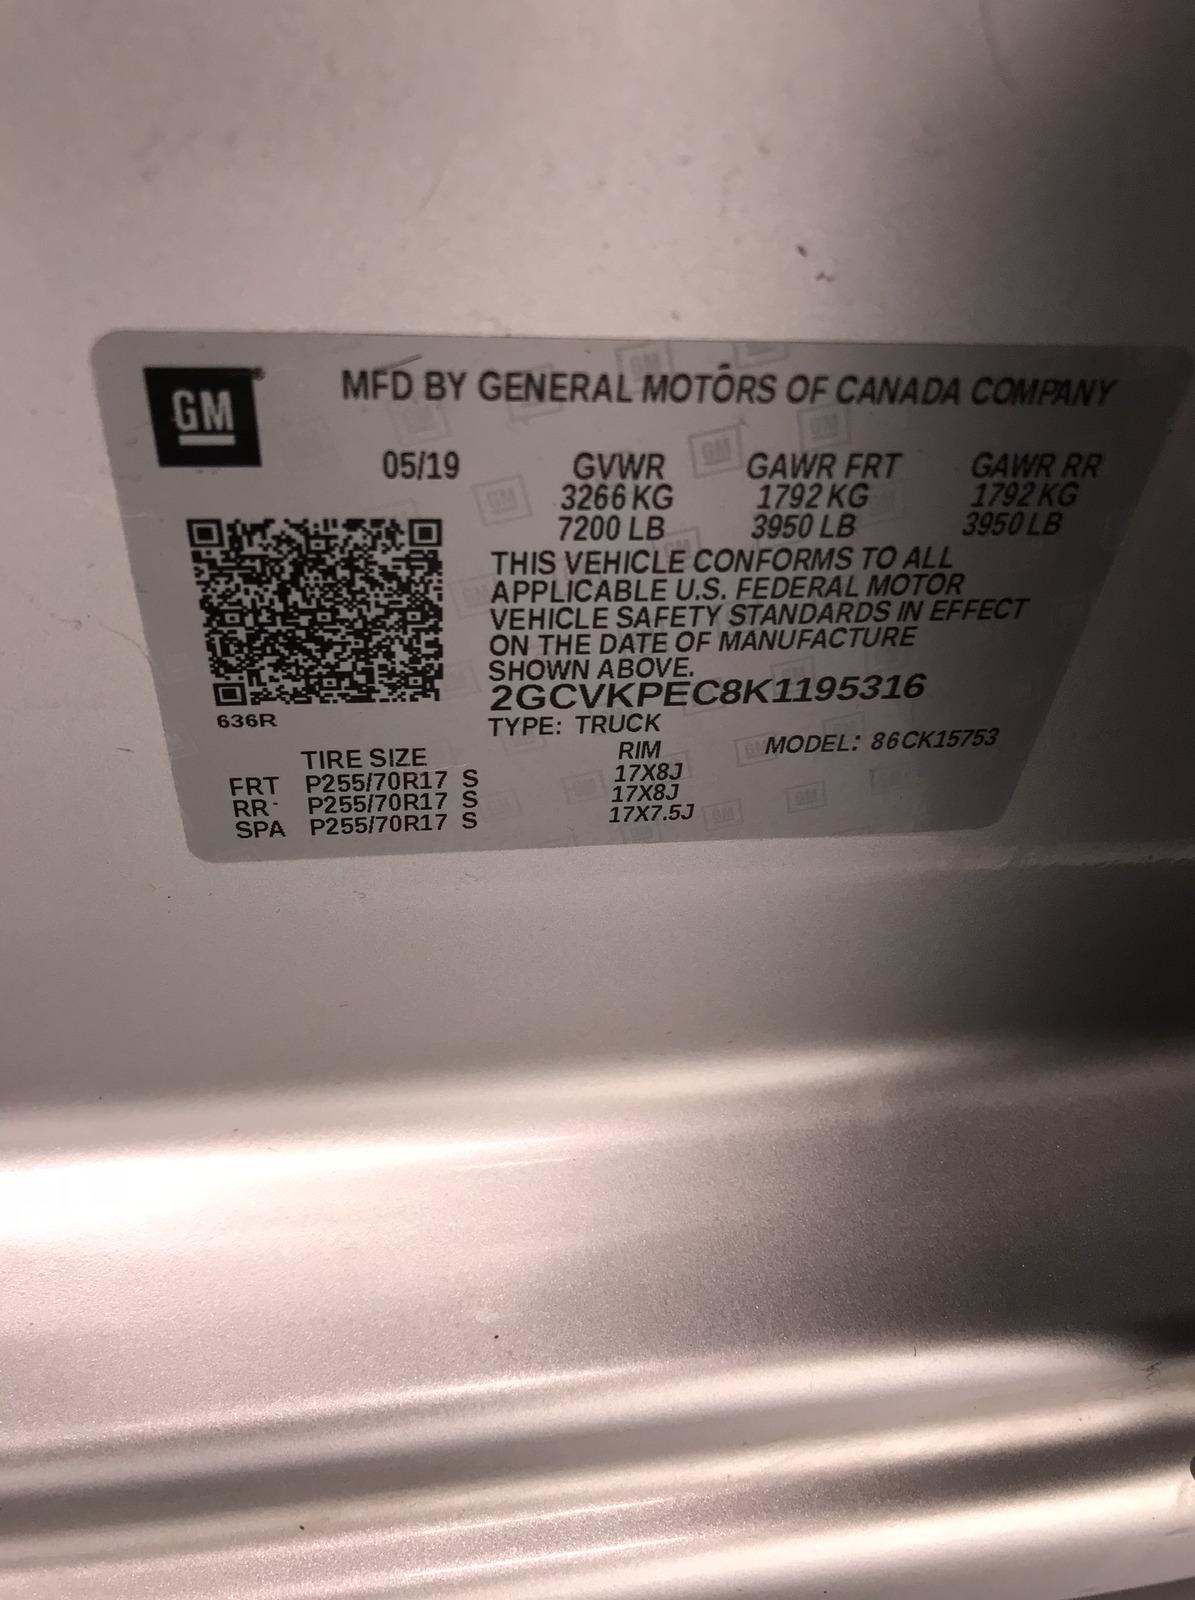 GM
MFD BY GENERAL MOTORS OF CANADA COMPANY
05/19 GVWR GAWR FRT GAWR RR
3266 KG 1792 KG 1792 KG
7200 LB 3950 LB 3950 LB
THIS VEHICLE CONFORMS TO ALL
APPLICABLE U.S. FEDERAL MOTOR
VEHICLE SAFETY STANDARDS IN EFFECT
ON THE DATE OF MANUFACTURE
SHOWN ABOVE.
2GCVKPEC8K1195316
636R
TYPE: TRUCK
MODEL: 86CK15753
TIRE SIZE RIM
FRT P255/70R17 S 17X8J
RR P255/70R17 S 17X8J
SPA P255/70R17 S 17X7.5J